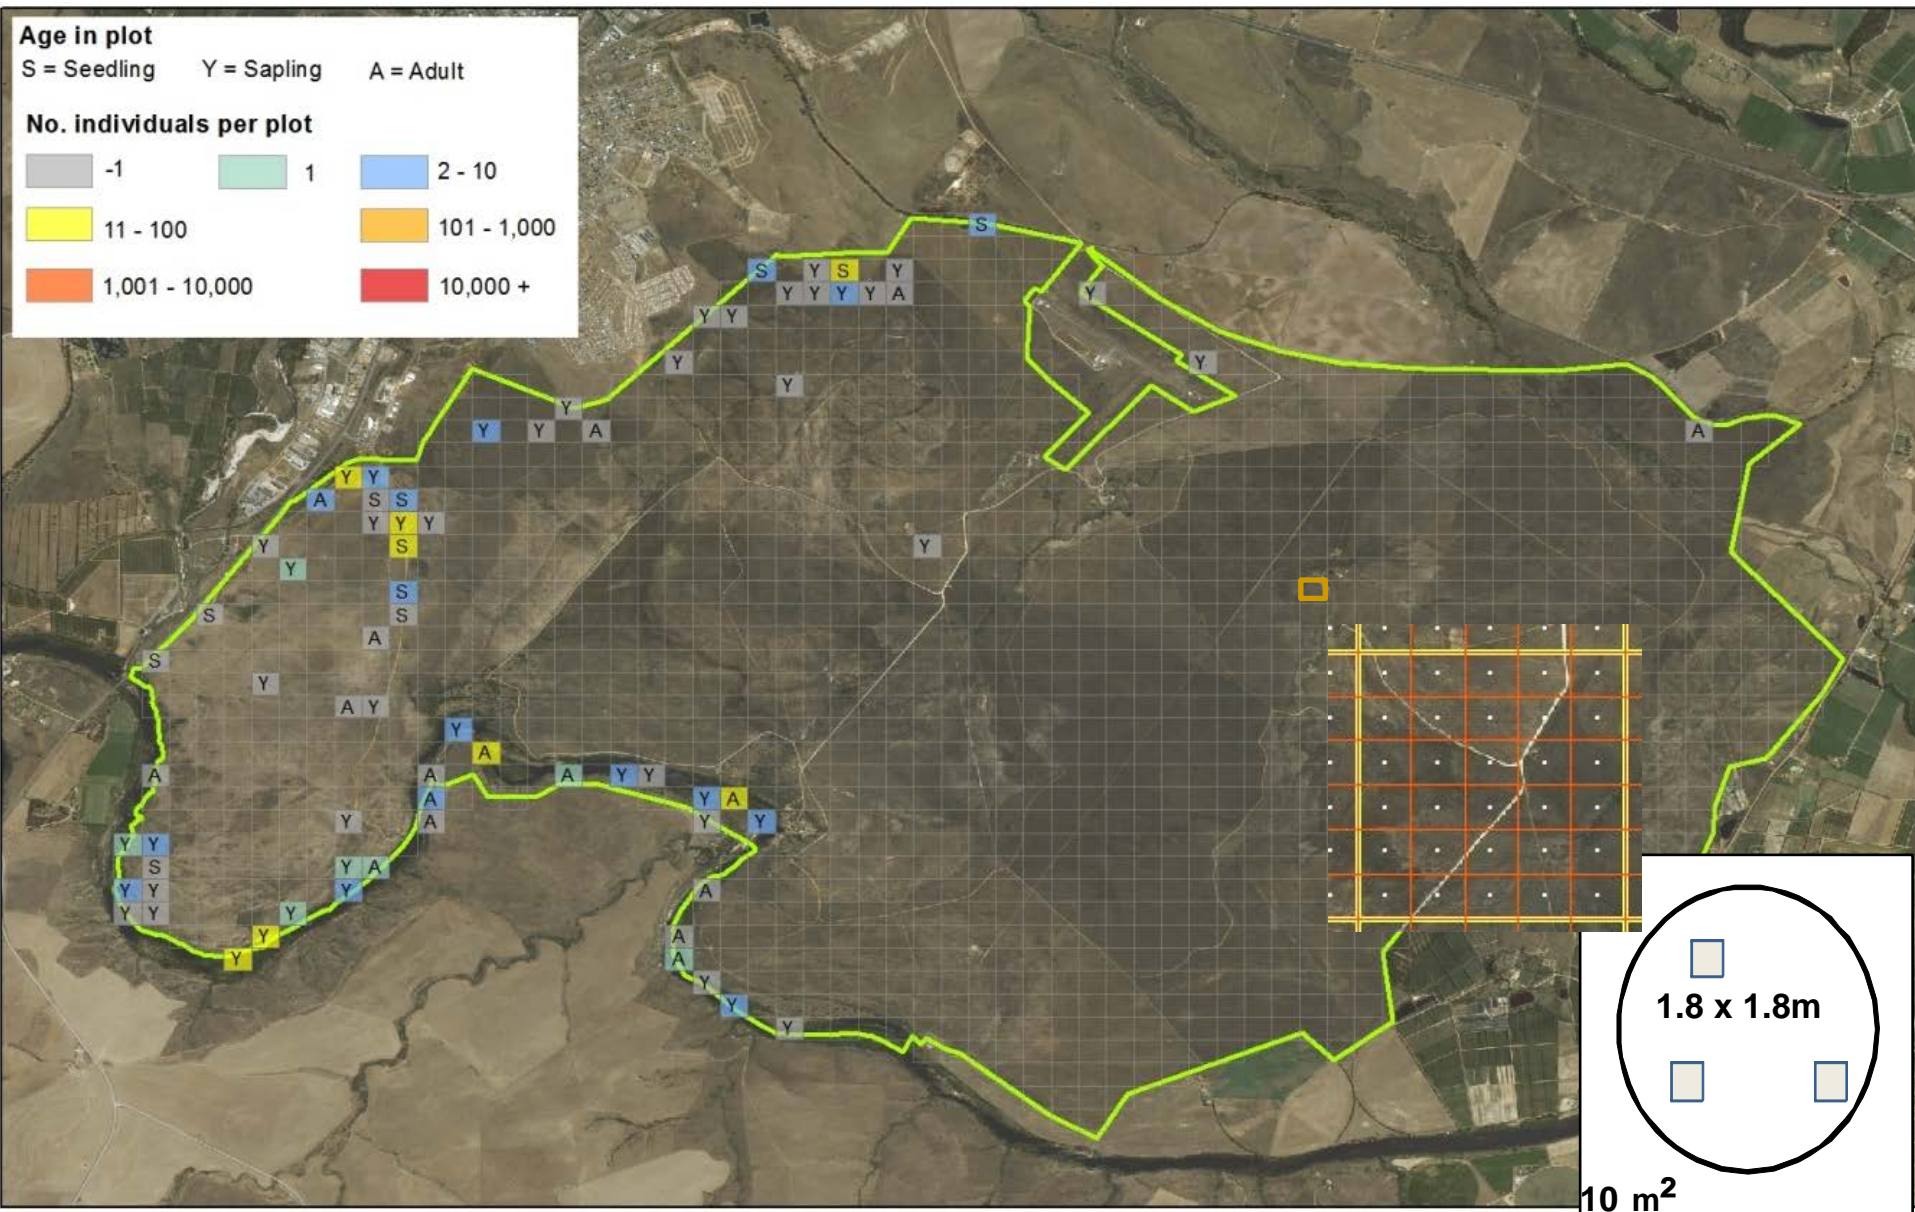 Age in plot
S = Seedling Y = Sapling A = Adult
No. individuals per plot
-1 1 2 - 10
11 - 100 101 - 1,000
1,001 - 10,000 10,000 +
S
S Y S Y
Y Y Y Y A Y
Y Y
Y Y
Y
Y
Y Y A A
Y Y
A S S
Y Y Y
Y S Y
Y
S
S S
A
S
Y
A Y
Y
A
A A A Y Y
A Y A
Y A Y Y
Y Y
S Y A
Y Y Y A
Y Y Y
Y A
Y A
Y
Y
Y
1.8 x 1.8m
10 m²